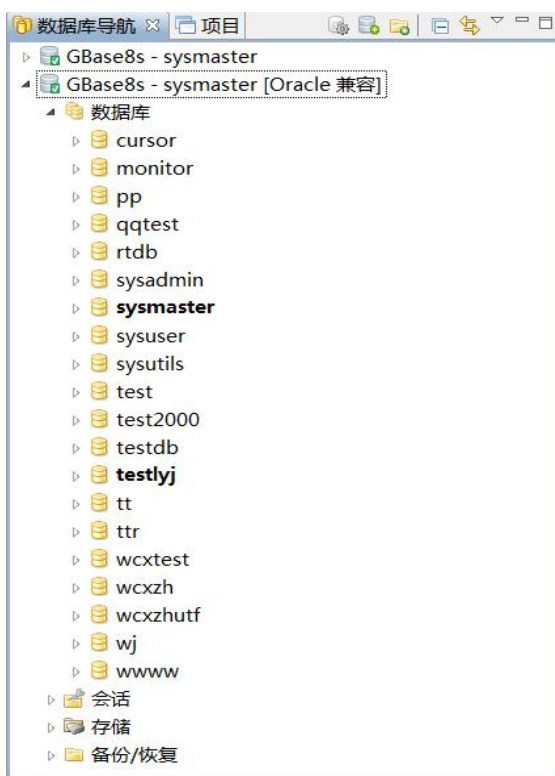 数据库导航 项目
GBase8s - sysmaster
GBase8s - sysmaster [Oracle 兼容]
数据库
cursor
monitor
pp
qqtest
rtdb
sysadmin
sysmaster
sysuser
sysutils
test
test2000
testdb
testlyj
tt
ttr
wcxtest
wcxzh
wcxzhutf
wj
wwww
会话
存储
备份/恢复